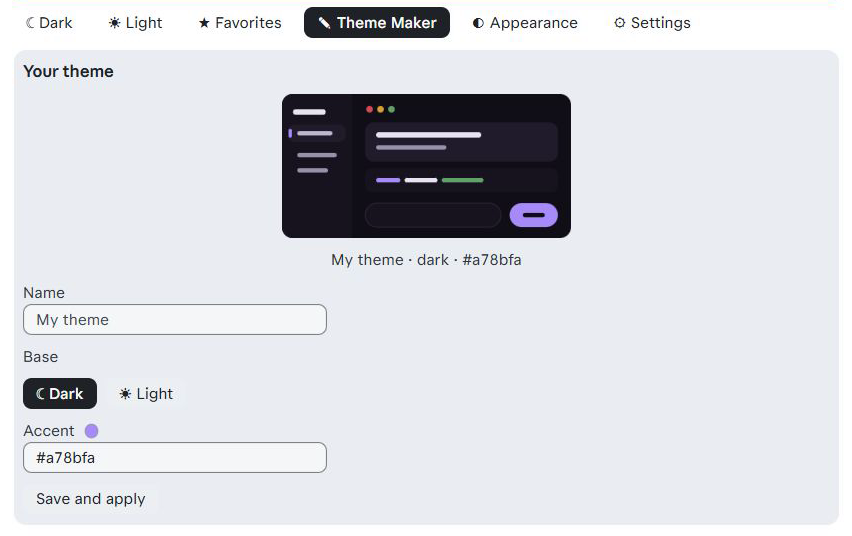 ☾ Dark ☀ Light ★ Favorites ✎ Theme Maker ◐ Appearance ⚙ Settings
Your theme
My theme · dark · #a78bfa
Name
My theme
Base
☾ Dark ☀ Light
Accent
#a78bfa
Save and apply